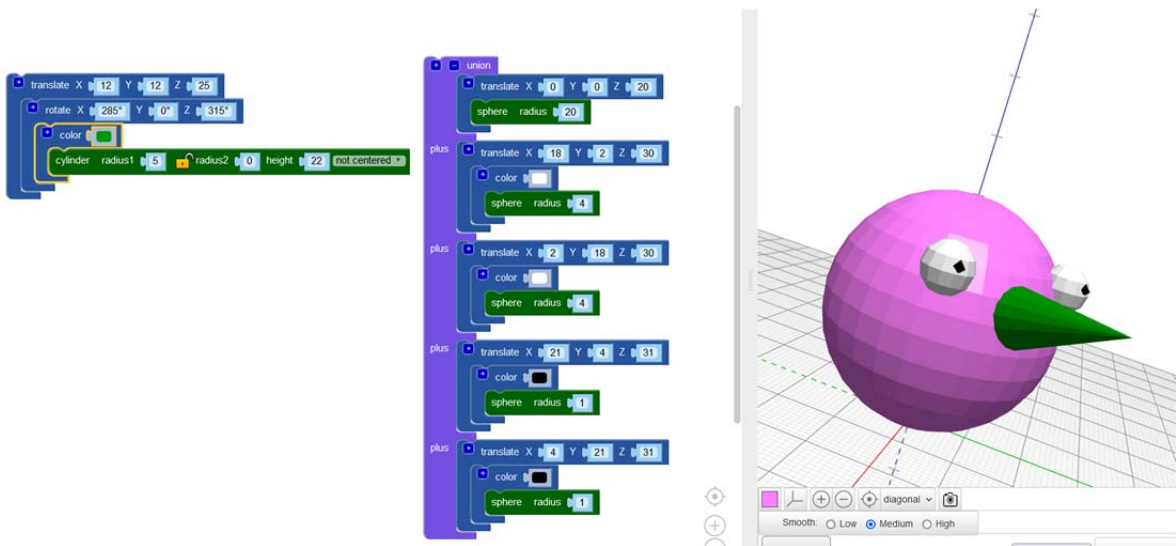 translate X 12 Y 12 Z 25
rotate X 285° Y 0° Z 315°
color
cylinder radius1 5 radius2 0 height 22 not centered
union
translate X 0 Y 0 Z 20
sphere radius 20
plus translate X 18 Y 2 Z 30
color
sphere radius 4
plus translate X 2 Y 18 Z 30
color
sphere radius 4
plus translate X 21 Y 4 Z 31
color
sphere radius 1
plus translate X 4 Y 21 Z 31
color
sphere radius 1
diagonal
Smooth: Low Medium High